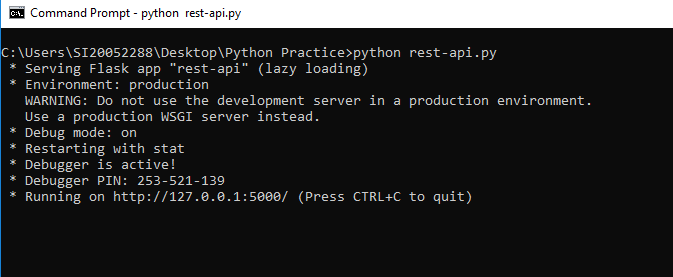 Command Prompt - python rest-api.py
C:\Users\SI20052288\Desktop\Python Practice>python rest-api.py
* Serving Flask app "rest-api" (lazy loading)
* Environment: production
WARNING: Do not use the development server in a production environment.
Use a production WSGI server instead.
* Debug mode: on
* Restarting with stat
* Debugger is active!
* Debugger PIN: 253-521-139
* Running on http://127.0.0.1:5000/ (Press CTRL+C to quit)